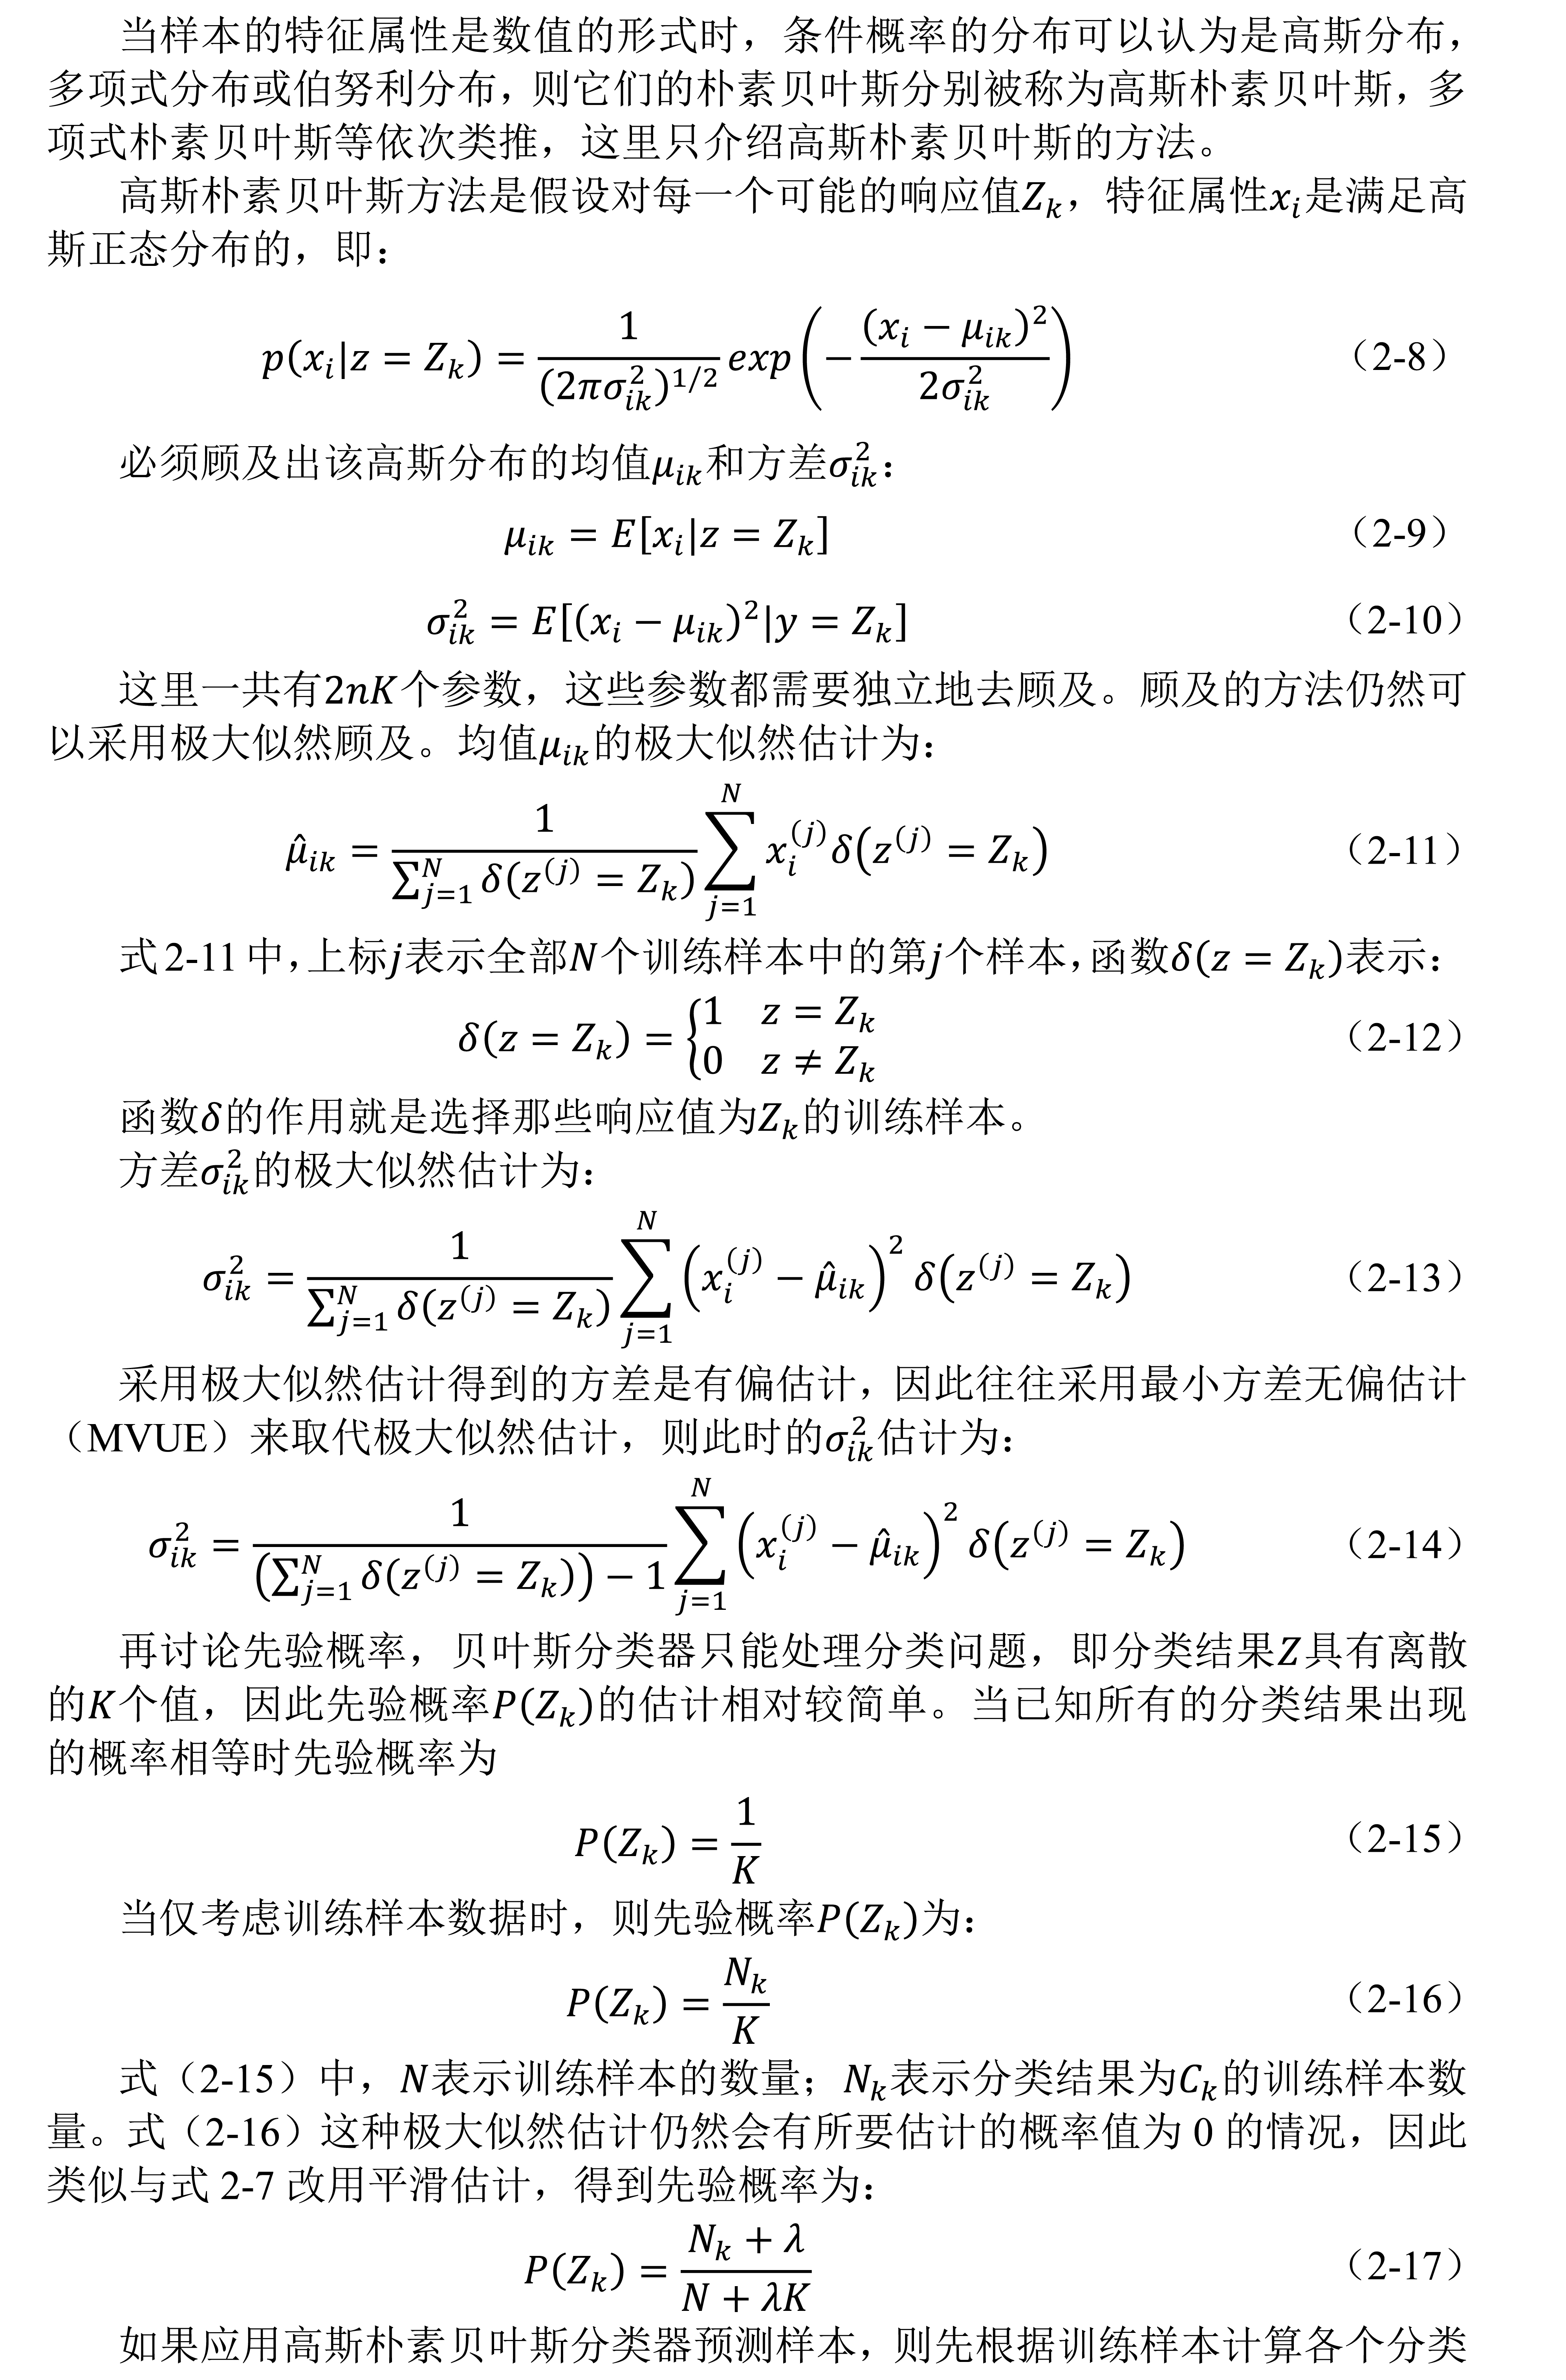 当样本的特征属性是数值的形式时，条件概率的分布可以认为是高斯分布，
多项式分布或伯努利分布，则它们的朴素贝叶斯分别被称为高斯朴素贝叶斯，多
项式朴素贝叶斯等依次类推，这里只介绍高斯朴素贝叶斯的方法。
高斯朴素贝叶斯方法是假设对每一个可能的响应值$Z_k$，特征属性$x_i$是满足高
斯正态分布的，即：
$p(x_i|z = Z_k) = \frac{1}{(2\pi\sigma_{ik}^2)^{1/2}} exp\left(-\frac{(x_i - \mu_{ik})^2}{2\sigma_{ik}^2}\right)$ （2-8）
必须顾及出该高斯分布的均值$\mu_{ik}$和方差$\sigma_{ik}^2$：
$\mu_{ik} = E[x_i|z = Z_k]$ （2-9）
$\sigma_{ik}^2 = E[(x_i - \mu_{ik})^2|y = Z_k]$ （2-10）
这里一共有$2nK$个参数，这些参数都需要独立地去顾及。顾及的方法仍然可
以采用极大似然顾及。均值$\mu_{ik}$的极大似然估计为：
$\hat{\mu}_{ik} = \frac{1}{\sum_{j=1}^{N} \delta(z^{(j)} = Z_k)} \sum_{j=1}^{N} x_i^{(j)} \delta(z^{(j)} = Z_k)$ （2-11）
式 2-11 中，上标$j$表示全部$N$个训练样本中的第$j$个样本，函数$\delta(z = Z_k)$表示：
$\delta(z = Z_k) = \begin{cases} 1 & z = Z_k \\ 0 & z \neq Z_k \end{cases}$ （2-12）
函数$\delta$的作用就是选择那些响应值为$Z_k$的训练样本。
方差$\sigma_{ik}^2$的极大似然估计为：
$\sigma_{ik}^2 = \frac{1}{\sum_{j=1}^{N} \delta(z^{(j)} = Z_k)} \sum_{j=1}^{N} \left(x_i^{(j)} - \hat{\mu}_{ik}\right)^2 \delta(z^{(j)} = Z_k)$ （2-13）
采用极大似然估计得到的方差是有偏估计，因此往往采用最小方差无偏估计
（MVUE）来取代极大似然估计，则此时的$\sigma_{ik}^2$估计为：
$\sigma_{ik}^2 = \frac{1}{\left(\sum_{j=1}^{N} \delta(z^{(j)} = Z_k)\right) - 1} \sum_{j=1}^{N} \left(x_i^{(j)} - \hat{\mu}_{ik}\right)^2 \delta(z^{(j)} = Z_k)$ （2-14）
再讨论先验概率，贝叶斯分类器只能处理分类问题，即分类结果$Z$具有离散
的$K$个值，因此先验概率$P(Z_k)$的估计相对较简单。当已知所有的分类结果出现
的概率相等时先验概率为
$P(Z_k) = \frac{1}{K}$ （2-15）
当仅考虑训练样本数据时，则先验概率$P(Z_k)$为：
$P(Z_k) = \frac{N_k}{K}$ （2-16）
式（2-15）中，$N$表示训练样本的数量；$N_k$表示分类结果为$C_k$的训练样本数
量。式（2-16）这种极大似然估计仍然会有所要估计的概率值为 0 的情况，因此
类似与式 2-7 改用平滑估计，得到先验概率为：
$P(Z_k) = \frac{N_k + \lambda}{N + \lambda K}$ （2-17）
如果应用高斯朴素贝叶斯分类器预测样本，则先根据训练样本计算各个分类